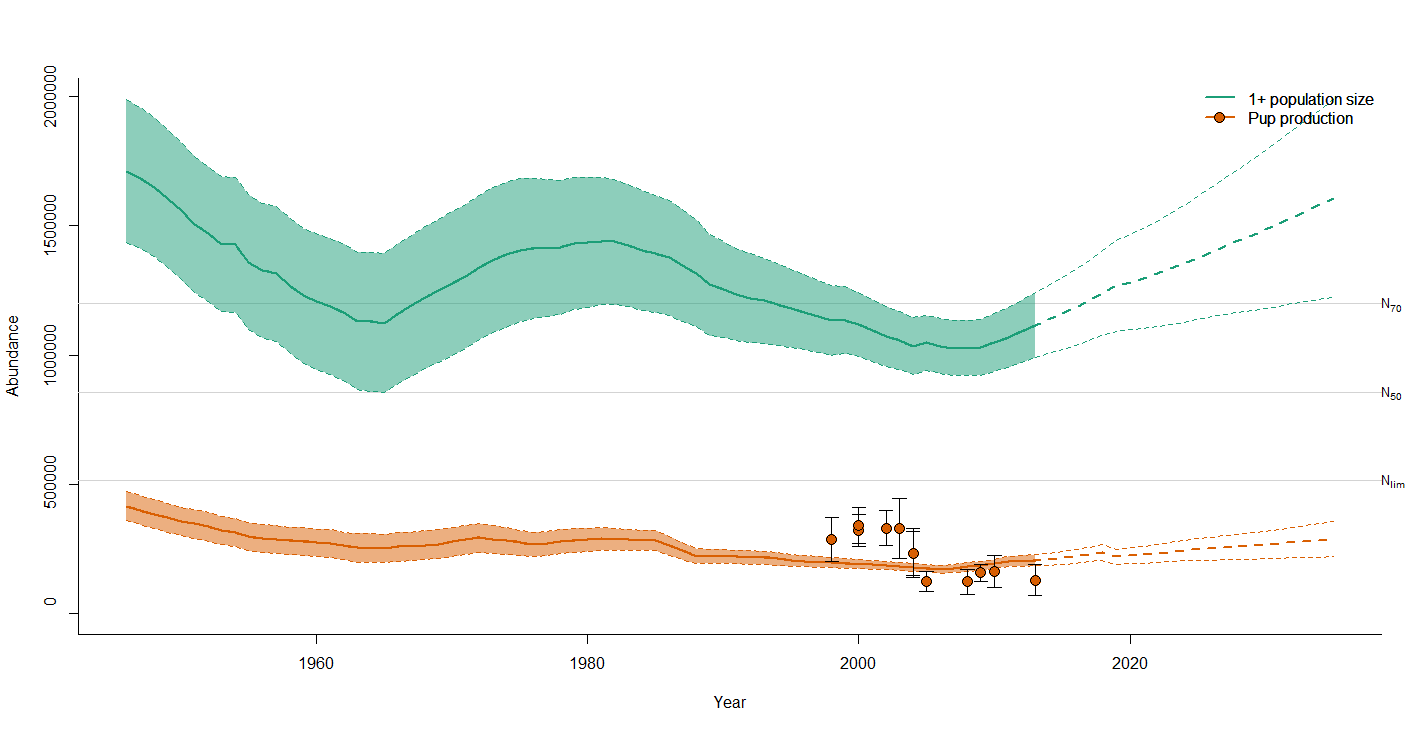 1+ population size
Pup production
Abundance
2000000
1500000
1000000
500000
0
N70
N50
Nlim
1960
1980
2000
2020
Year